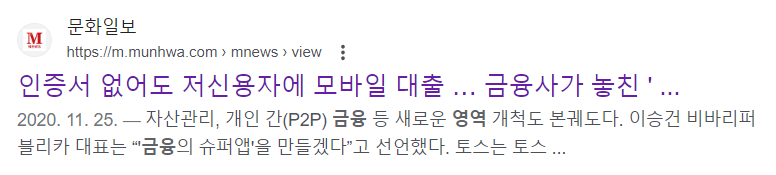 문화일보
https://m.munhwa.com › mnews › view
인증서 없어도 저신용자에 모바일 대출 … 금융사가 놓친 ' ...
2020. 11. 25. — 자산관리, 개인 간(P2P) 금융 등 새로운 영역 개척도 본궤도다. 이승건 비바리퍼
블리카 대표는 “'금융의 슈퍼앱'을 만들겠다”고 선언했다. 토스는 토스 ...